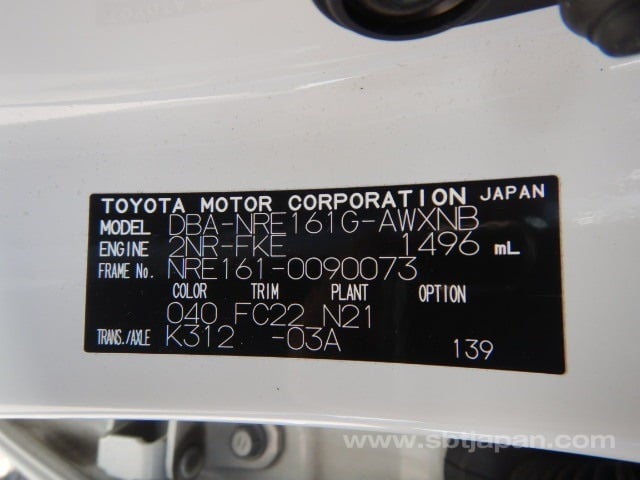 TOYOTA MOTOR CORPORATION JAPAN
MODEL DBA-NRE161G-AWXNB
ENGINE 2NR-FKE 1496 mL
FRAME No. NRE161-0090073
COLOR TRIM PLANT OPTION
040 FC22 N21
TRANS./AXLE K312 -03A 139
www.sbtjapan.com